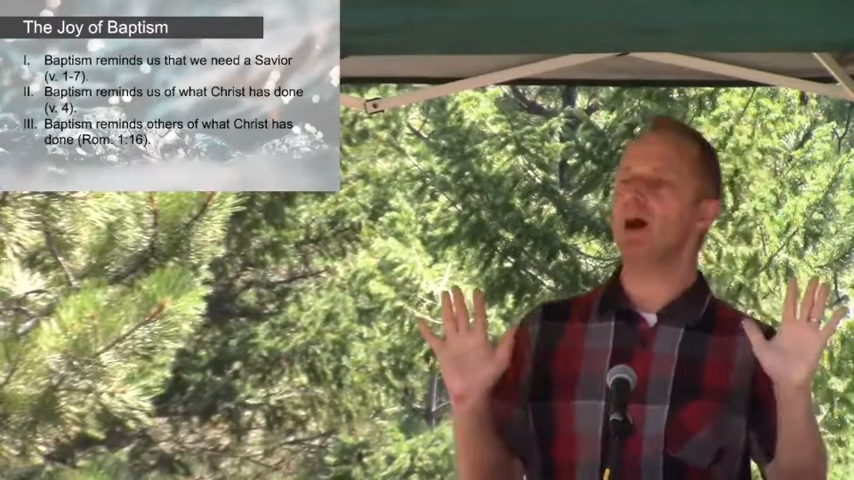 The Joy of Baptism
I. Baptism reminds us that we need a Savior
(v. 1-7).
II. Baptism reminds us of what Christ has done
(v. 4).
III. Baptism reminds others of what Christ has
done (Rom. 1:16).